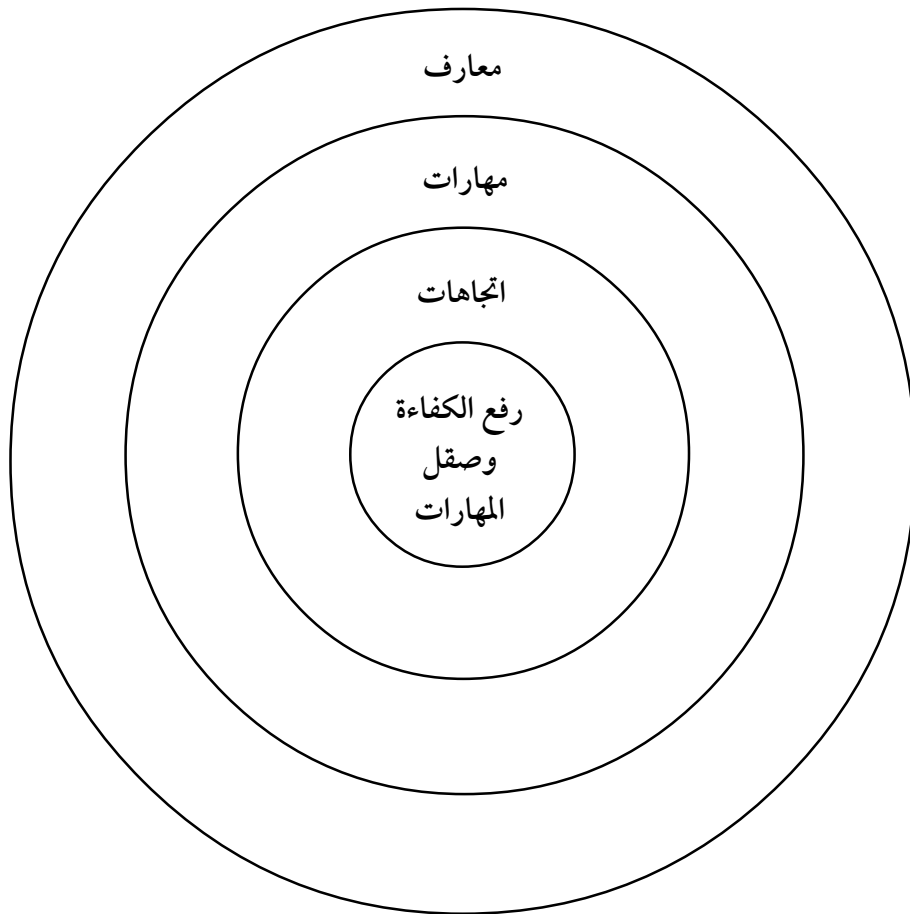 معارف
مهارات
اتجاهات
رفع الكفاءة
وصقل
المهارات